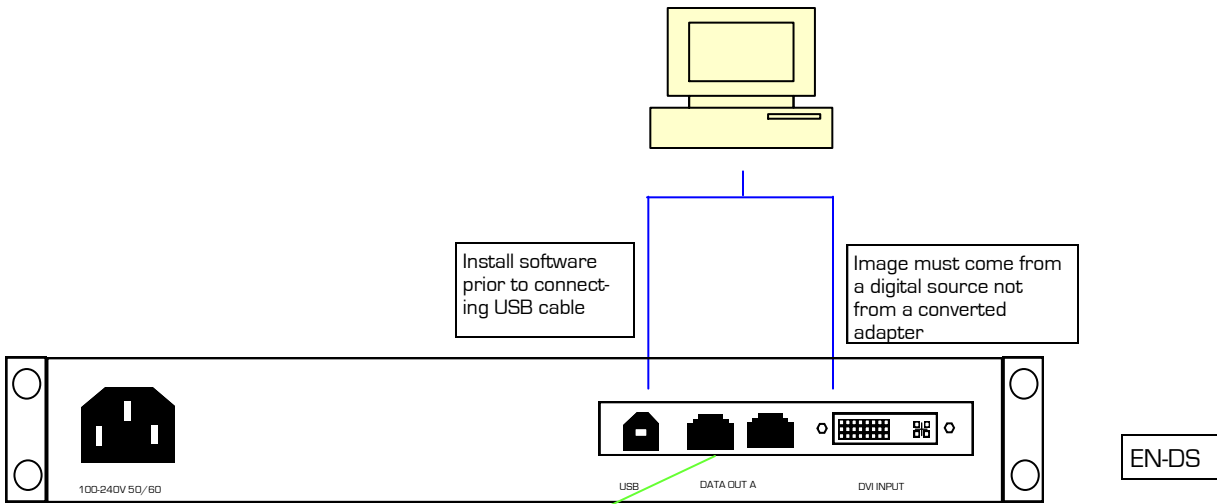 Install software
prior to connect-
ing USB cable
Image must come from
a digital source not
from a converted
adapter
EN-DS
100-240V 50/60
USB
DATA OUT A
DVI INPUT